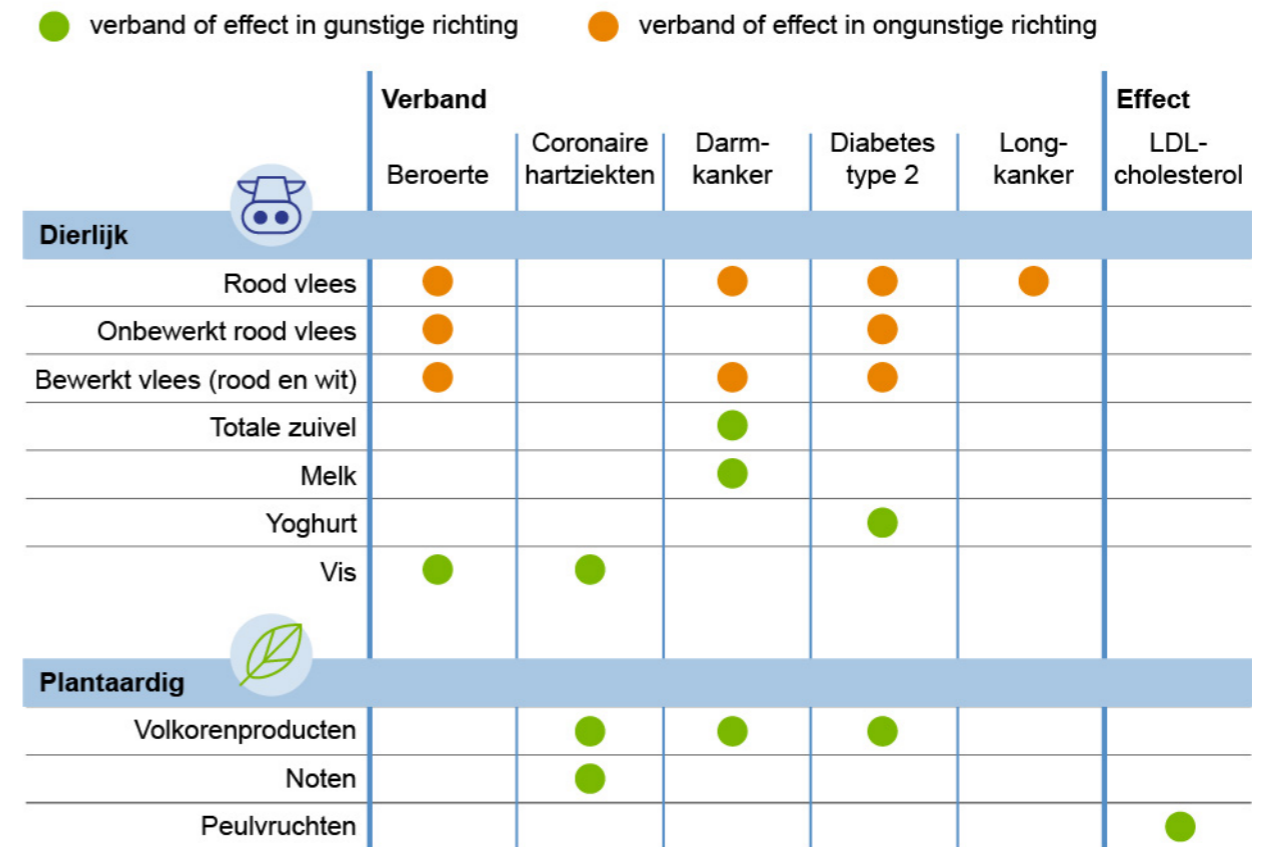 verband of effect in gunstige richting
verband of effect in ongunstige richting
Verband
Effect
Beroerte
Coronaire
hartziekten
Darm-
kanker
Diabetes
type 2
Long-
kanker
LDL-
cholesterol
Dierlijk
Rood vlees
Onbewerkt rood vlees
Bewerkt vlees (rood en wit)
Totale zuivel
Melk
Yoghurt
Vis
Plantaardig
Volkorenproducten
Noten
Peulvruchten